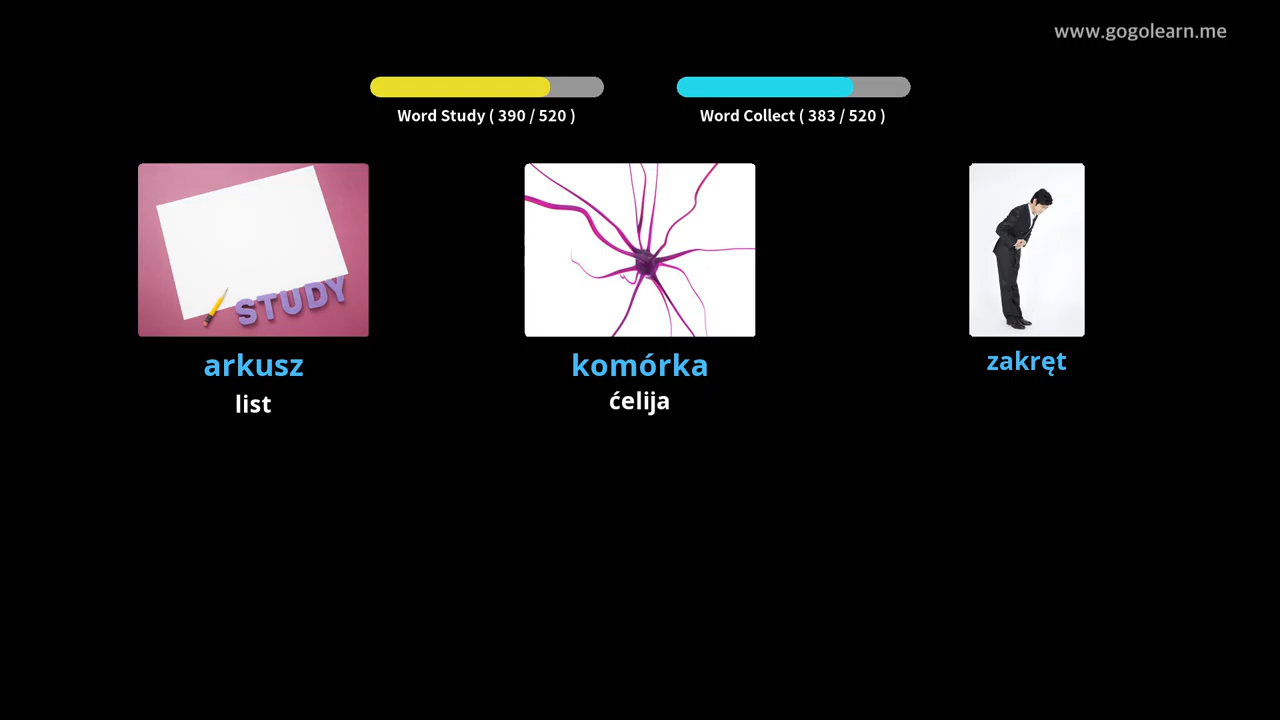 www.gogolearn.me
Word Study ( 390 / 520 )
Word Collect ( 383 / 520 )
STUDY
arkusz
list
komórka
ćelija
zakręt